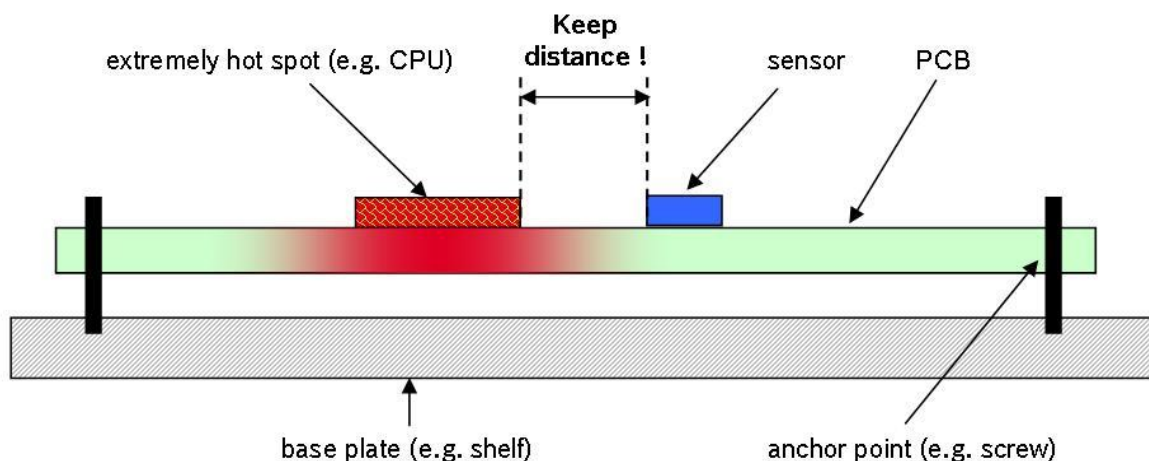 Keep
distance !
extremely hot spot (e.g. CPU)
sensor
PCB
base plate (e.g. shelf)
anchor point (e.g. screw)